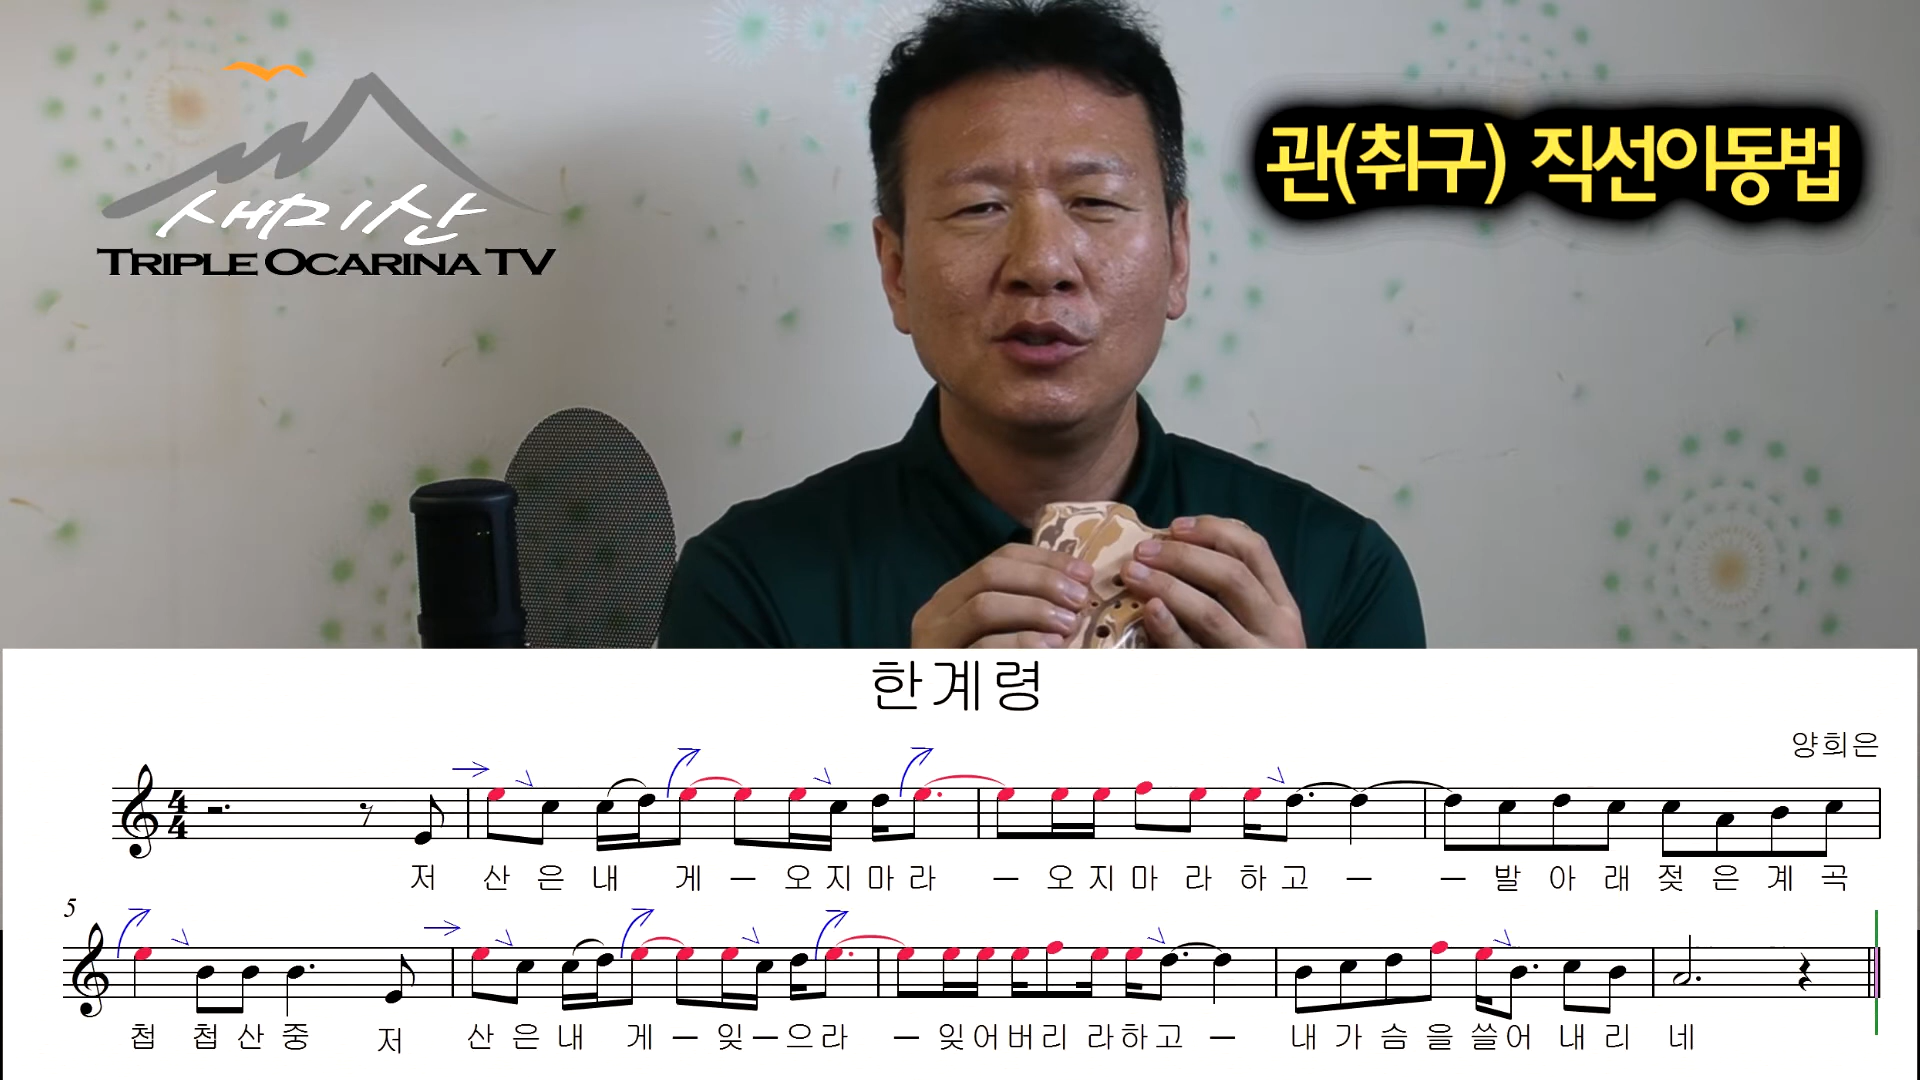 새미산
TRIPLE OCARINA TV
관(취구) 직선이동법
한계령
양희은
4
4
저 산은내 게 – 오지마라 – 오지마 라 하고 – – 발 아 래 젖 은 계 곡
5
첩 첩산중 저 산은내 게 – 잊 – 으라 – 잊어버리 라하고 – 내 가 슴 을 쓸어 내 리 네